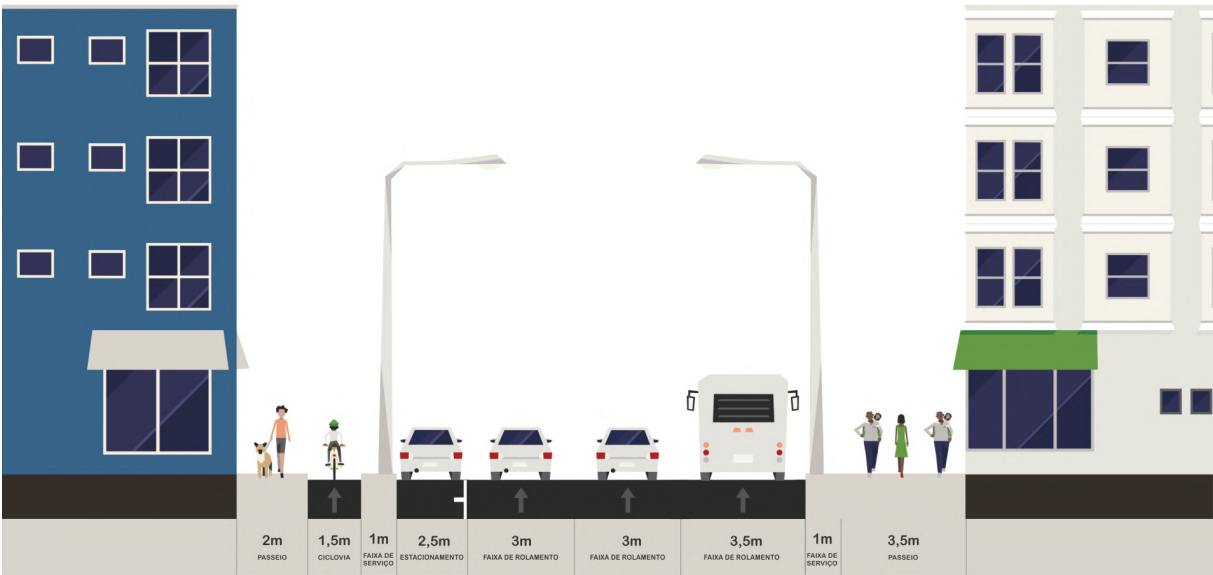 2m
PASSEIO
1,5m
CICLOVIA
1m
FAIXA DE
SERVIÇO
2,5m
ESTACIONAMENTO
3m
FAIXA DE ROLAMENTO
3m
FAIXA DE ROLAMENTO
3,5m
FAIXA DE ROLAMENTO
1m
FAIXA DE
SERVIÇO
3,5m
PASSEIO